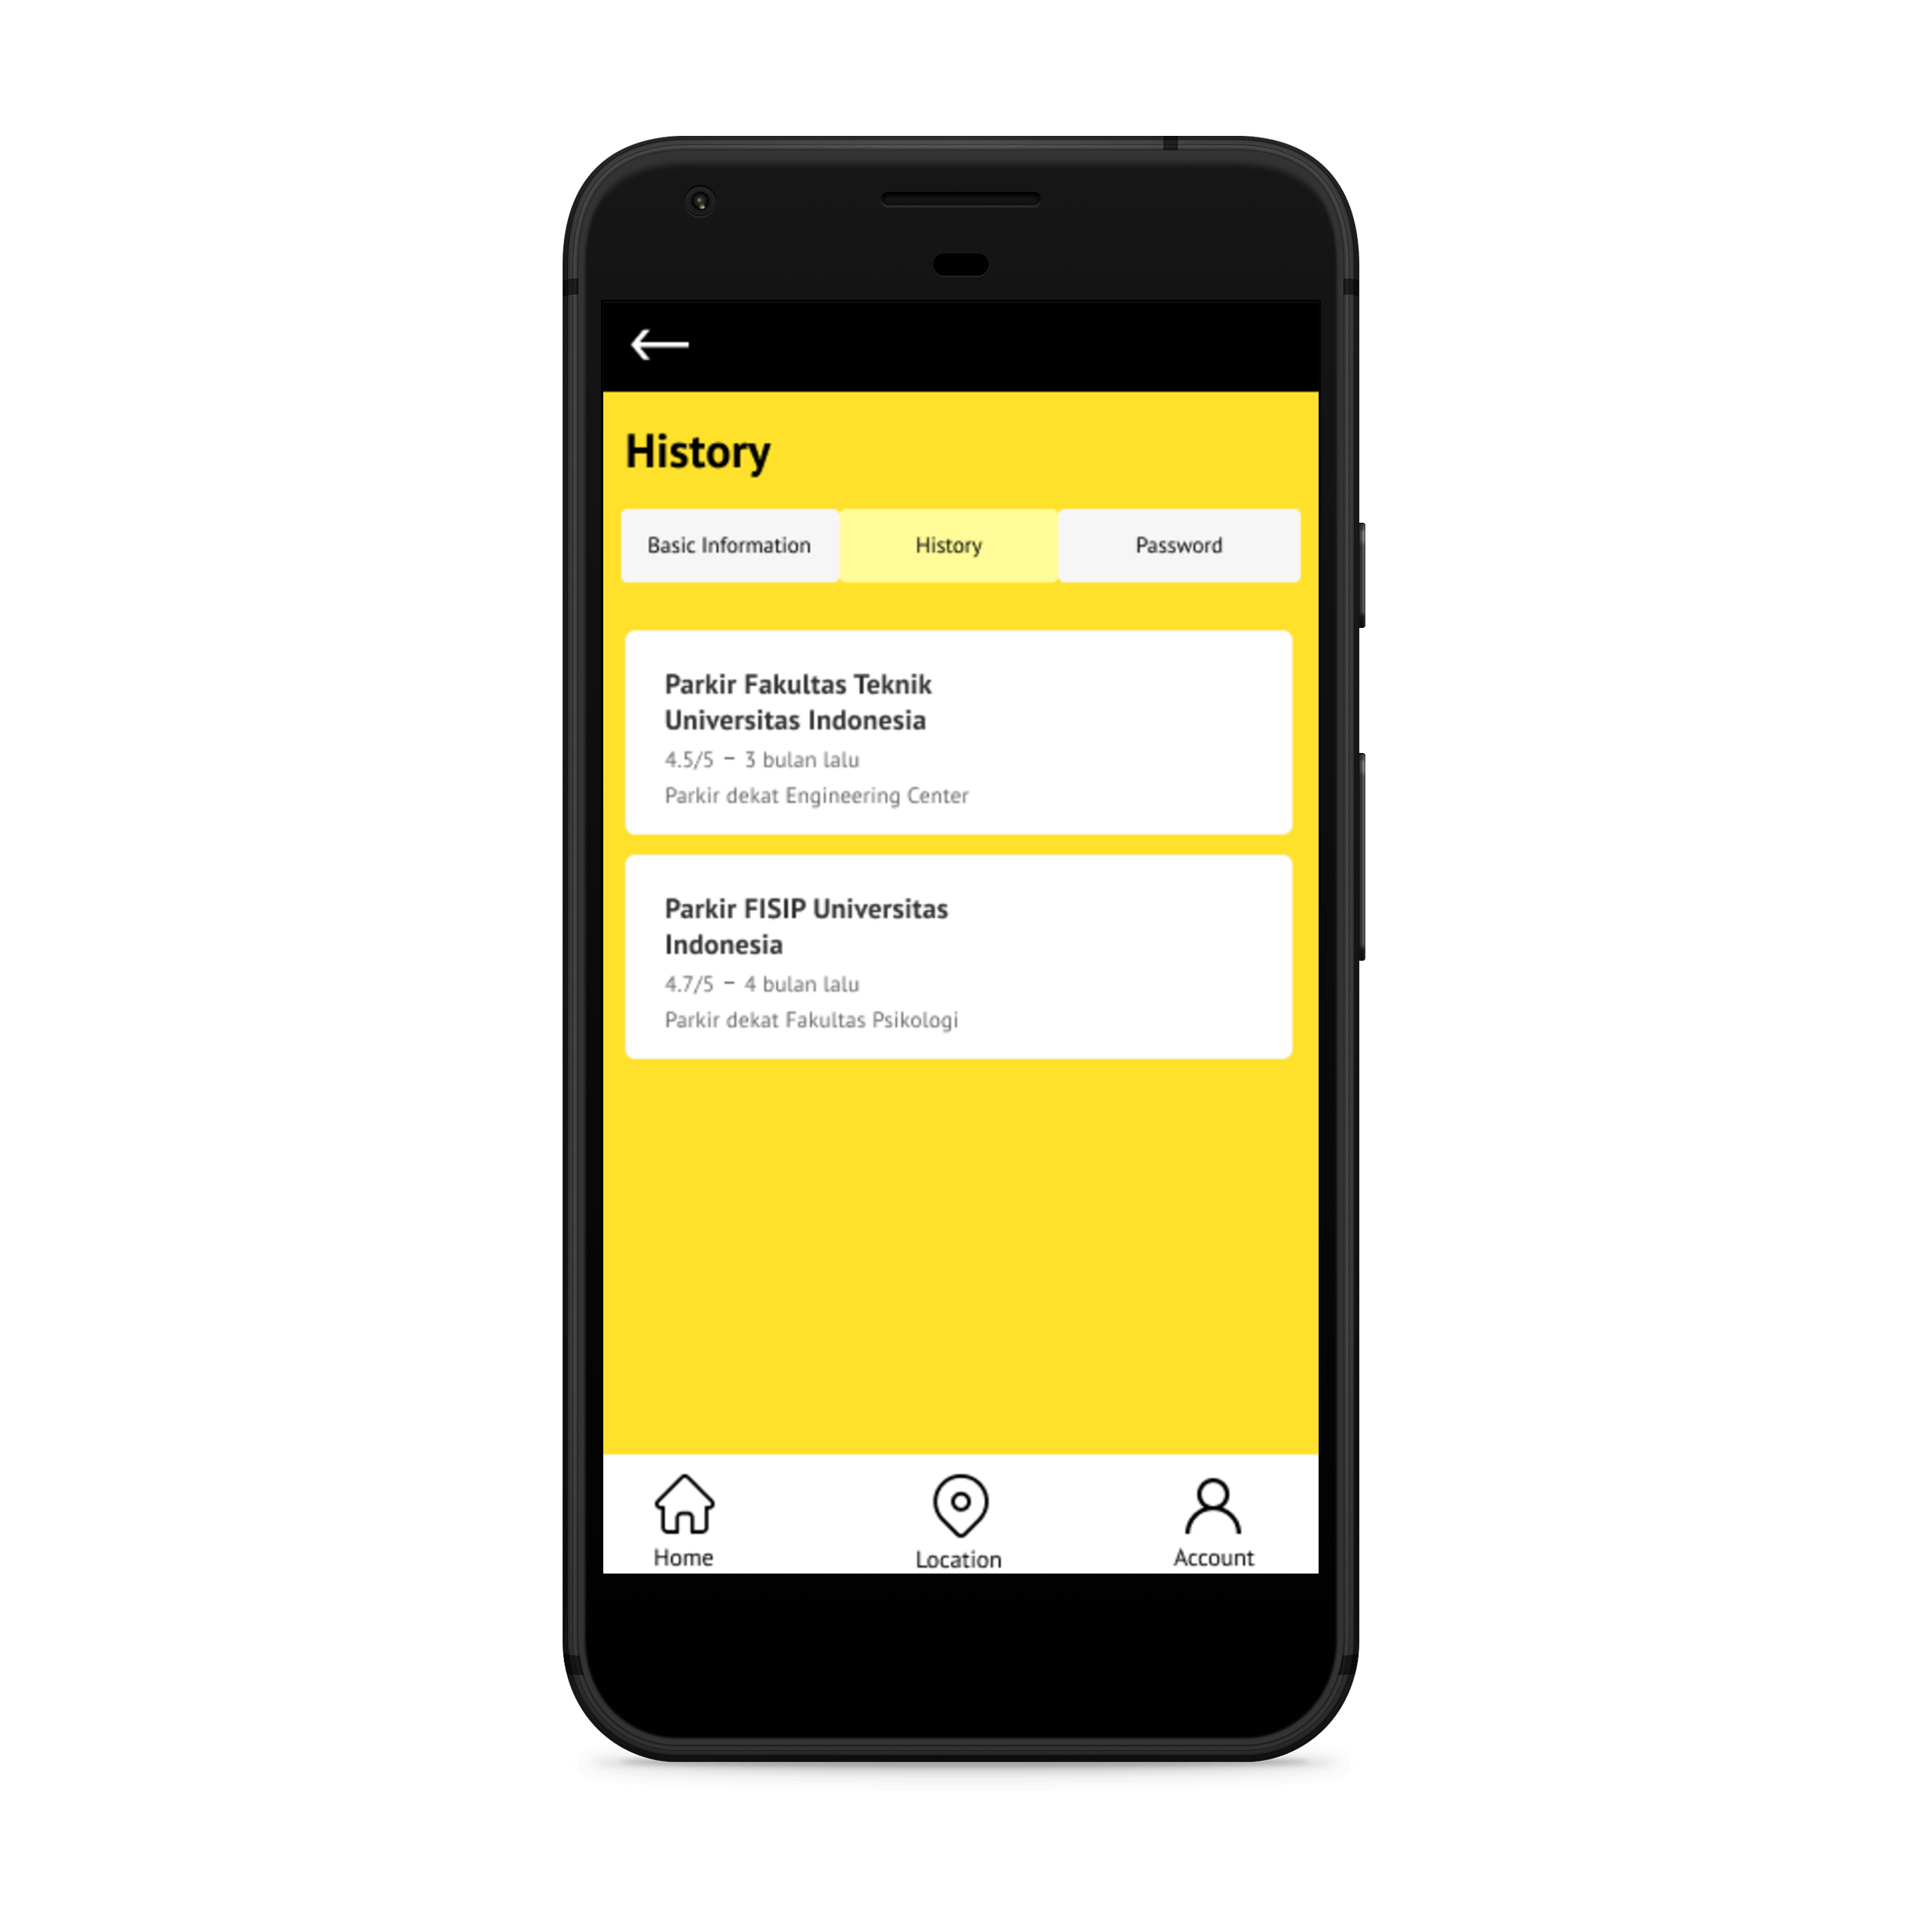 History
Basic Information
History
Password
Parkir Fakultas Teknik
Universitas Indonesia
4.5/5 – 3 bulan lalu
Parkir dekat Engineering Center
Parkir FISIP Universitas
Indonesia
4.7/5 – 4 bulan lalu
Parkir dekat Fakultas Psikologi
Home
Location
Account